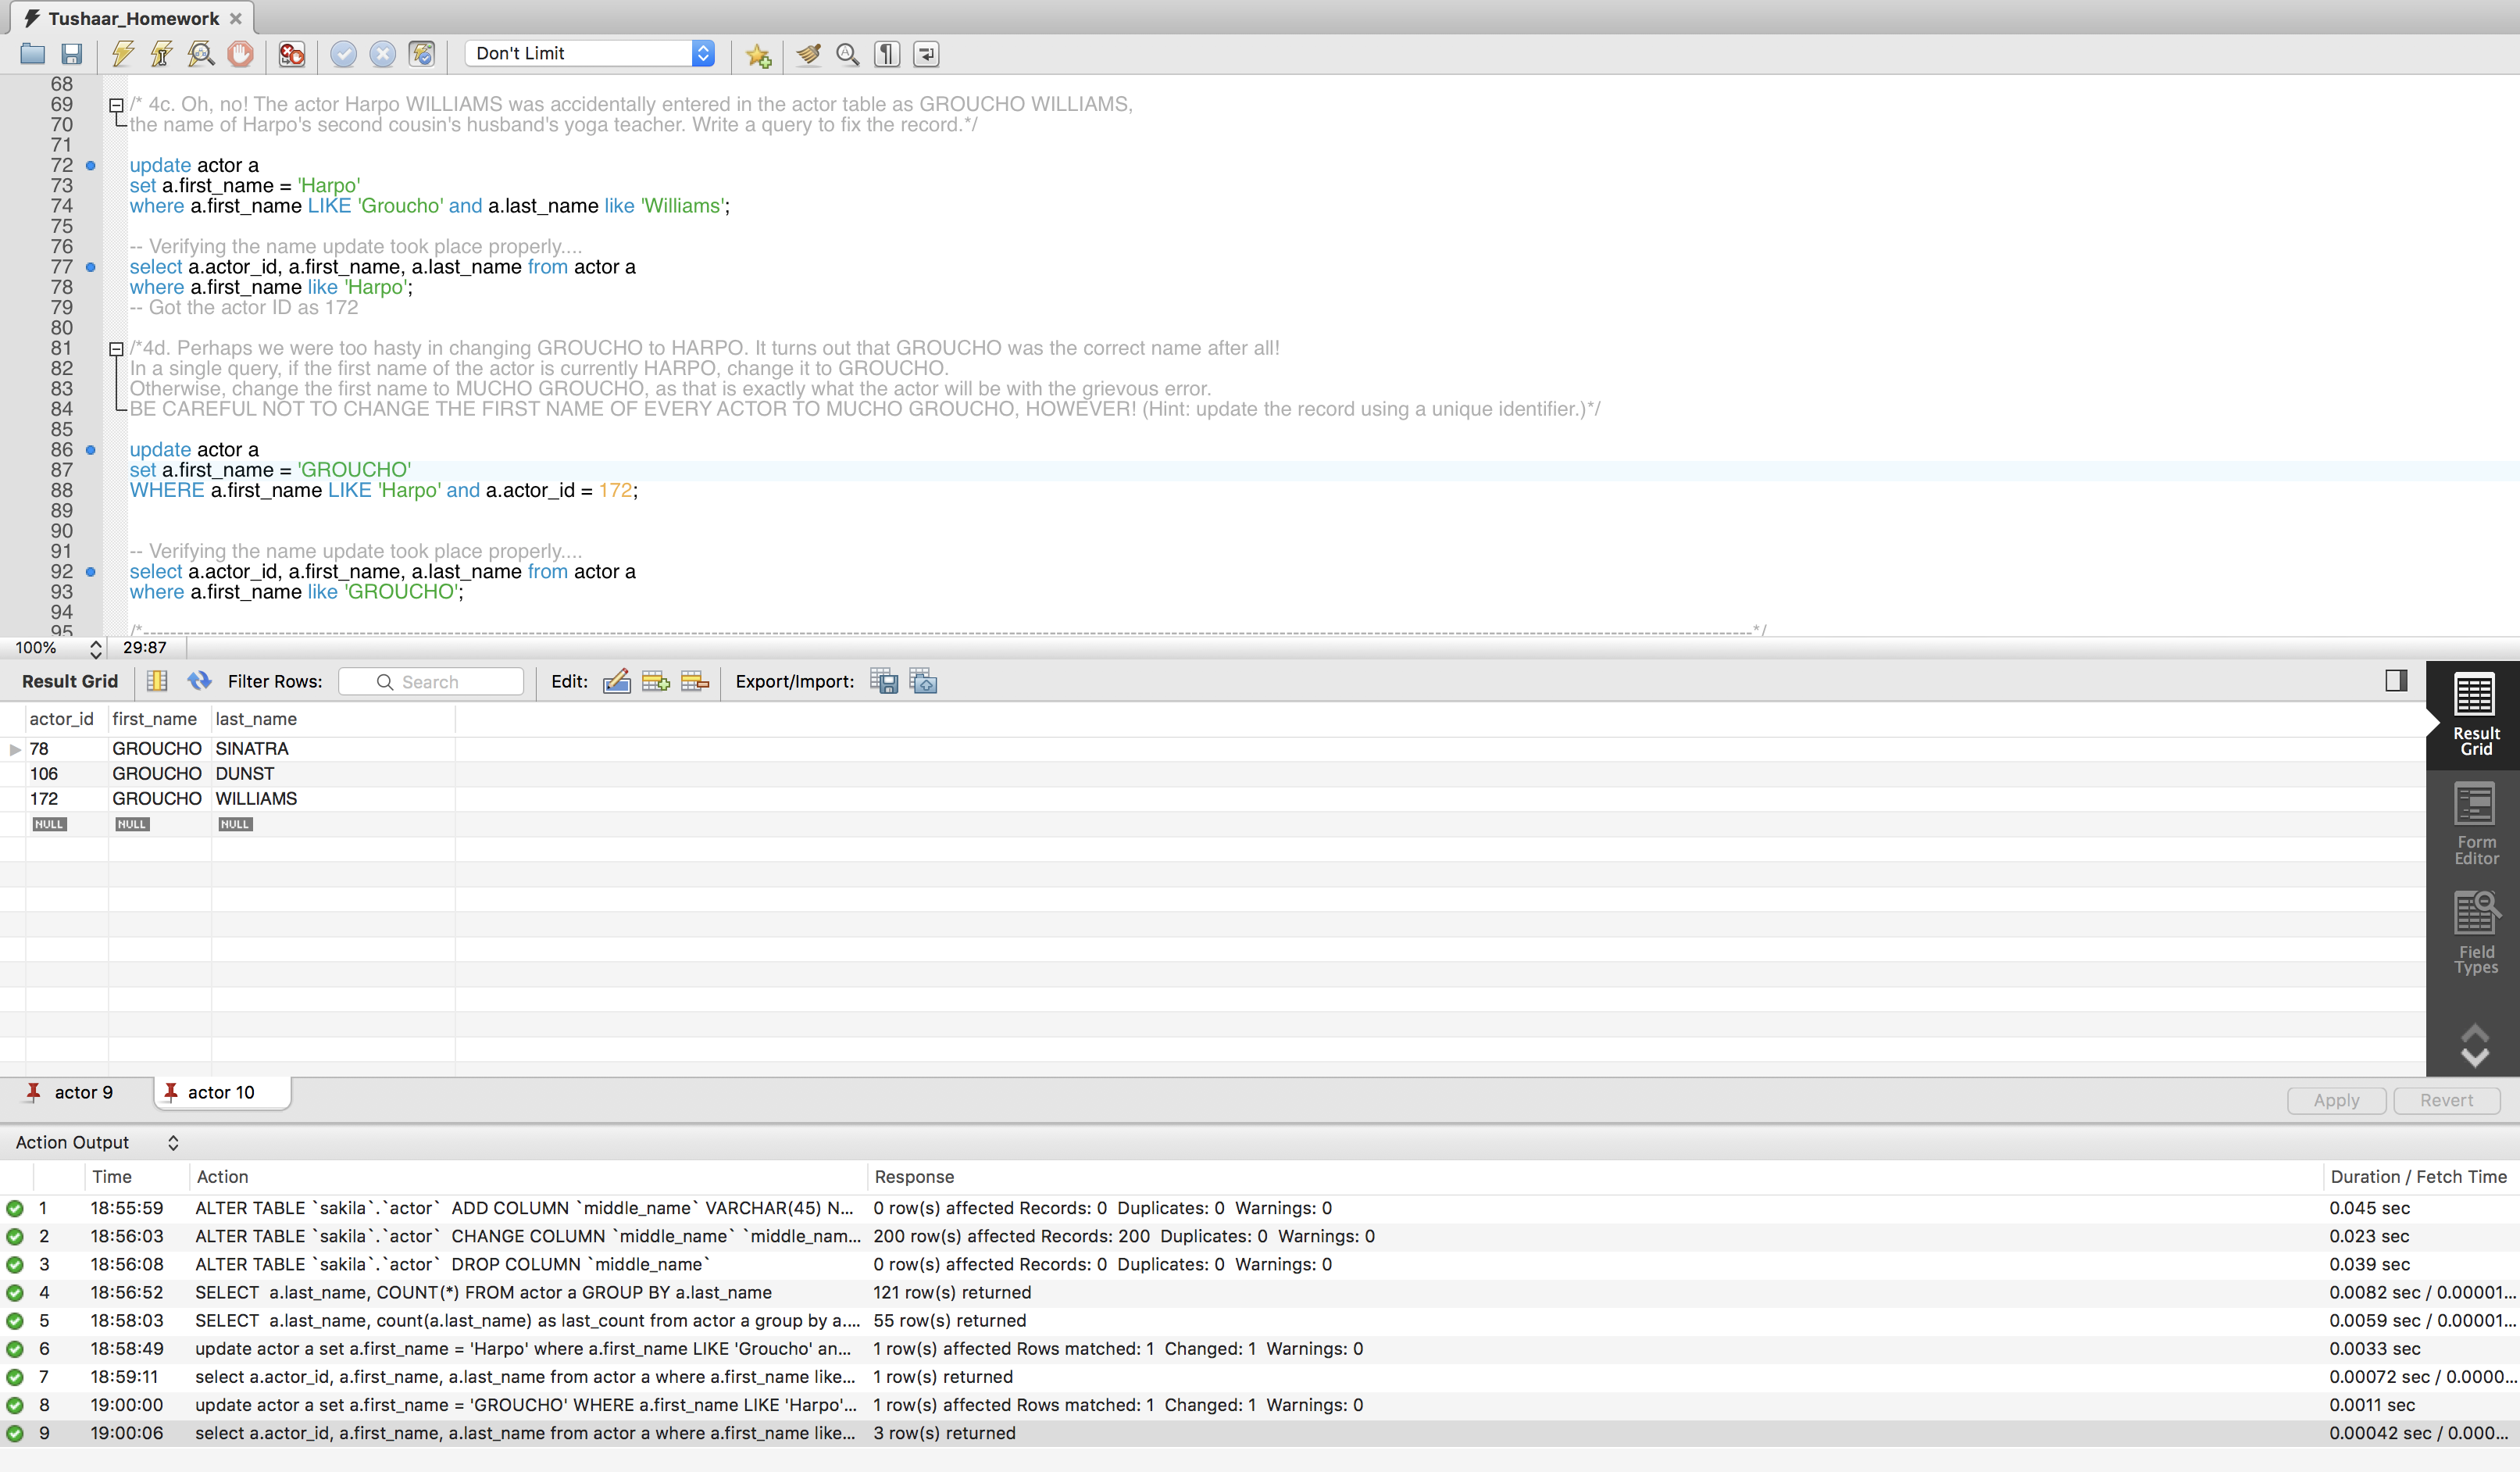 Tushaar_Homework
Don't Limit
68
69 /* 4c. Oh, no! The actor Harpo WILLIAMS was accidentally entered in the actor table as GROUCHO WILLIAMS,
70 the name of Harpo's second cousin's husband's yoga teacher. Write a query to fix the record.*/
71
72 update actor a
73 set a.first_name = 'Harpo'
74 where a.first_name LIKE 'Groucho' and a.last_name like 'Williams';
75
76 -- Verifying the name update took place properly....
77 select a.actor_id, a.first_name, a.last_name from actor a
78 where a.first_name like 'Harpo';
79 -- Got the actor ID as 172
80
81 /*4d. Perhaps we were too hasty in changing GROUCHO to HARPO. It turns out that GROUCHO was the correct name after all!
82 In a single query, if the first name of the actor is currently HARPO, change it to GROUCHO.
83 Otherwise, change the first name to MUCHO GROUCHO, as that is exactly what the actor will be with the grievous error.
84 BE CAREFUL NOT TO CHANGE THE FIRST NAME OF EVERY ACTOR TO MUCHO GROUCHO, HOWEVER! (Hint: update the record using a unique identifier.)*/
85
86 update actor a
87 set a.first_name = 'GROUCHO'
88 WHERE a.first_name LIKE 'Harpo' and a.actor_id = 172;
89
90
91 -- Verifying the name update took place properly....
92 select a.actor_id, a.first_name, a.last_name from actor a
93 where a.first_name like 'GROUCHO';
94
95 /*------------------------------------------------------------*/
100% 29:87
Result Grid Filter Rows: Search Edit: Export/Import:
actor_id first_name last_name
78 GROUCHO SINATRA
106 GROUCHO DUNST
172 GROUCHO WILLIAMS
NULL NULL NULL
Result Grid
Form Editor
Field Types
actor 9 actor 10 Apply Revert
Action Output
Time Action Response Duration / Fetch Time
1 18:55:59 ALTER TABLE `sakila`.`actor` ADD COLUMN `middle_name` VARCHAR(45) N... 0 row(s) affected Records: 0 Duplicates: 0 Warnings: 0 0.045 sec
2 18:56:03 ALTER TABLE `sakila`.`actor` CHANGE COLUMN `middle_name` `middle_nam... 200 row(s) affected Records: 200 Duplicates: 0 Warnings: 0 0.023 sec
3 18:56:08 ALTER TABLE `sakila`.`actor` DROP COLUMN `middle_name` 0 row(s) affected Records: 0 Duplicates: 0 Warnings: 0 0.039 sec
4 18:56:52 SELECT a.last_name, COUNT(*) FROM actor a GROUP BY a.last_name 121 row(s) returned 0.0082 sec / 0.00001...
5 18:58:03 SELECT a.last_name, count(a.last_name) as last_count from actor a group by a.... 55 row(s) returned 0.0059 sec / 0.00001...
6 18:58:49 update actor a set a.first_name = 'Harpo' where a.first_name LIKE 'Groucho' an... 1 row(s) affected Rows matched: 1 Changed: 1 Warnings: 0 0.0033 sec
7 18:59:11 select a.actor_id, a.first_name, a.last_name from actor a where a.first_name like... 1 row(s) returned 0.00072 sec / 0.0000...
8 19:00:00 update actor a set a.first_name = 'GROUCHO' WHERE a.first_name LIKE 'Harpo'... 1 row(s) affected Rows matched: 1 Changed: 1 Warnings: 0 0.0011 sec
9 19:00:06 select a.actor_id, a.first_name, a.last_name from actor a where a.first_name like... 3 row(s) returned 0.00042 sec / 0.000...